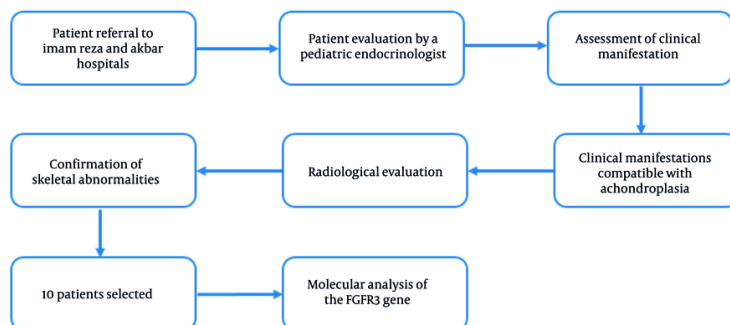 Patient referral to
imam reza and akbar
hospitals
Patient evaluation by a
pediatric endocrinologist
Assessment of clinical
manifestation
Clinical manifestations
compatible with
achondroplasia
Radiological evaluation
Confirmation of
skeletal abnormalities
10 patients selected
Molecular analysis of
the FGFR3 gene